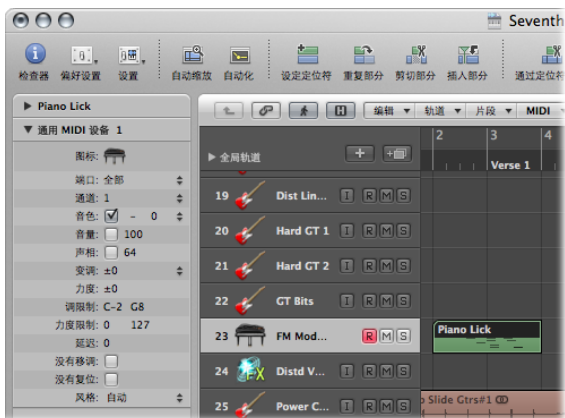 Seventh
检查器 偏好设置 设置 自动缩放 自动化 设定定位符 重复部分 剪切部分 插入部分 通过定位符
Piano Lick
通用 MIDI 设备 1
图标:
端口: 全部
通道: 1
音色: - 0
音量: 100
声相: 64
变调: ±0
力度: ±0
调限制: C-2 G8
力度限制: 0 127
延迟: 0
没有移调:
没有复位:
风格: 自动
编辑 轨道 片段 MIDI
2 3 4
全局轨道
Verse 1
19 Dist Lin... I R M S
20 Hard GT 1 I R M S
21 Hard GT 2 I R M S
22 GT Bits I R M S
23 FM Mod... R M S
Piano Lick
24 Distd V... I R M S
25 Power C... I R M S
Slide Gtrs#1